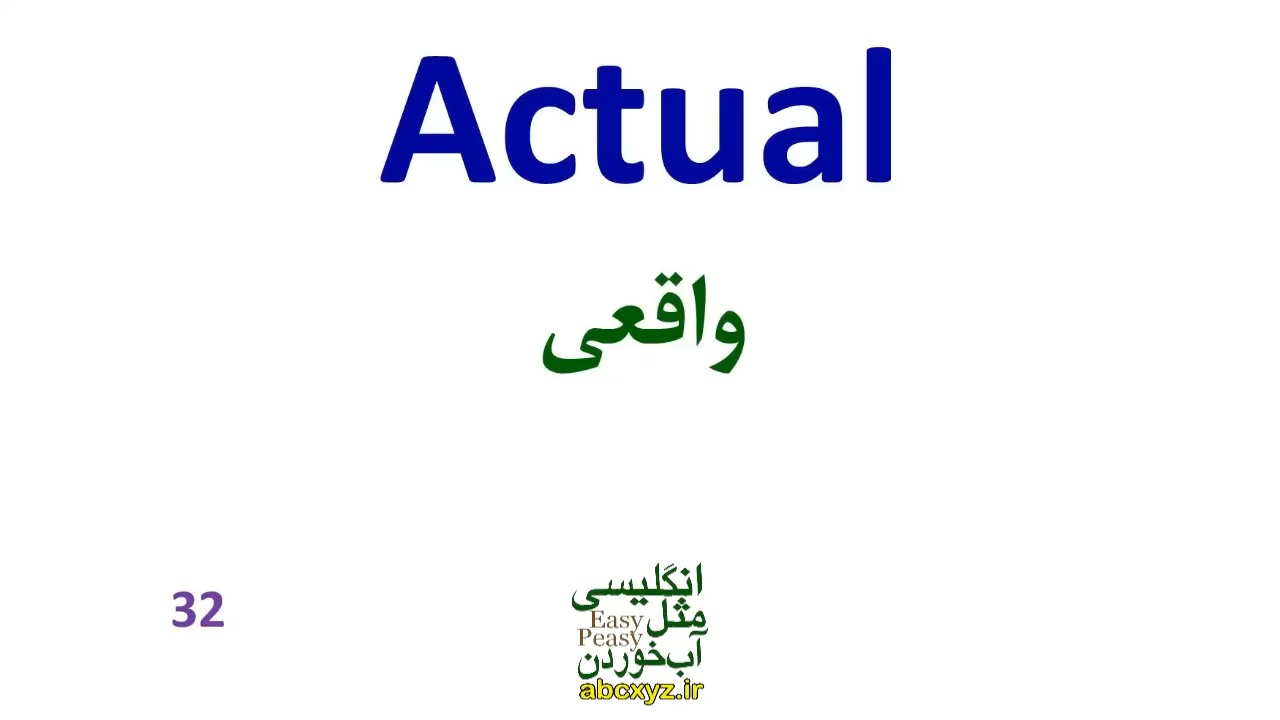 Actual
واقعی
32
انگلیسی
مثل
Easy
Peasy
آب‌خوردن
abcxyz.ir